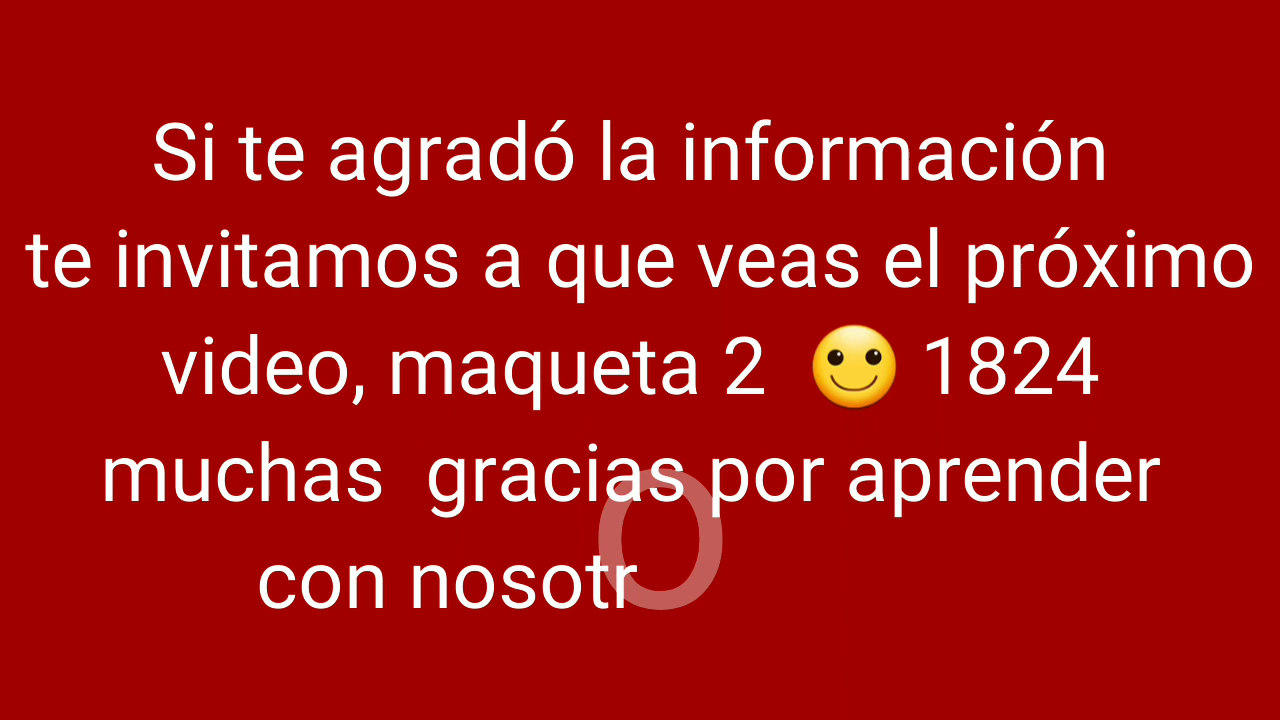 Si te agradó la información
te invitamos a que veas el próximo
video, maqueta 2 🙂 1824
muchas gracias por aprender
con nosotro